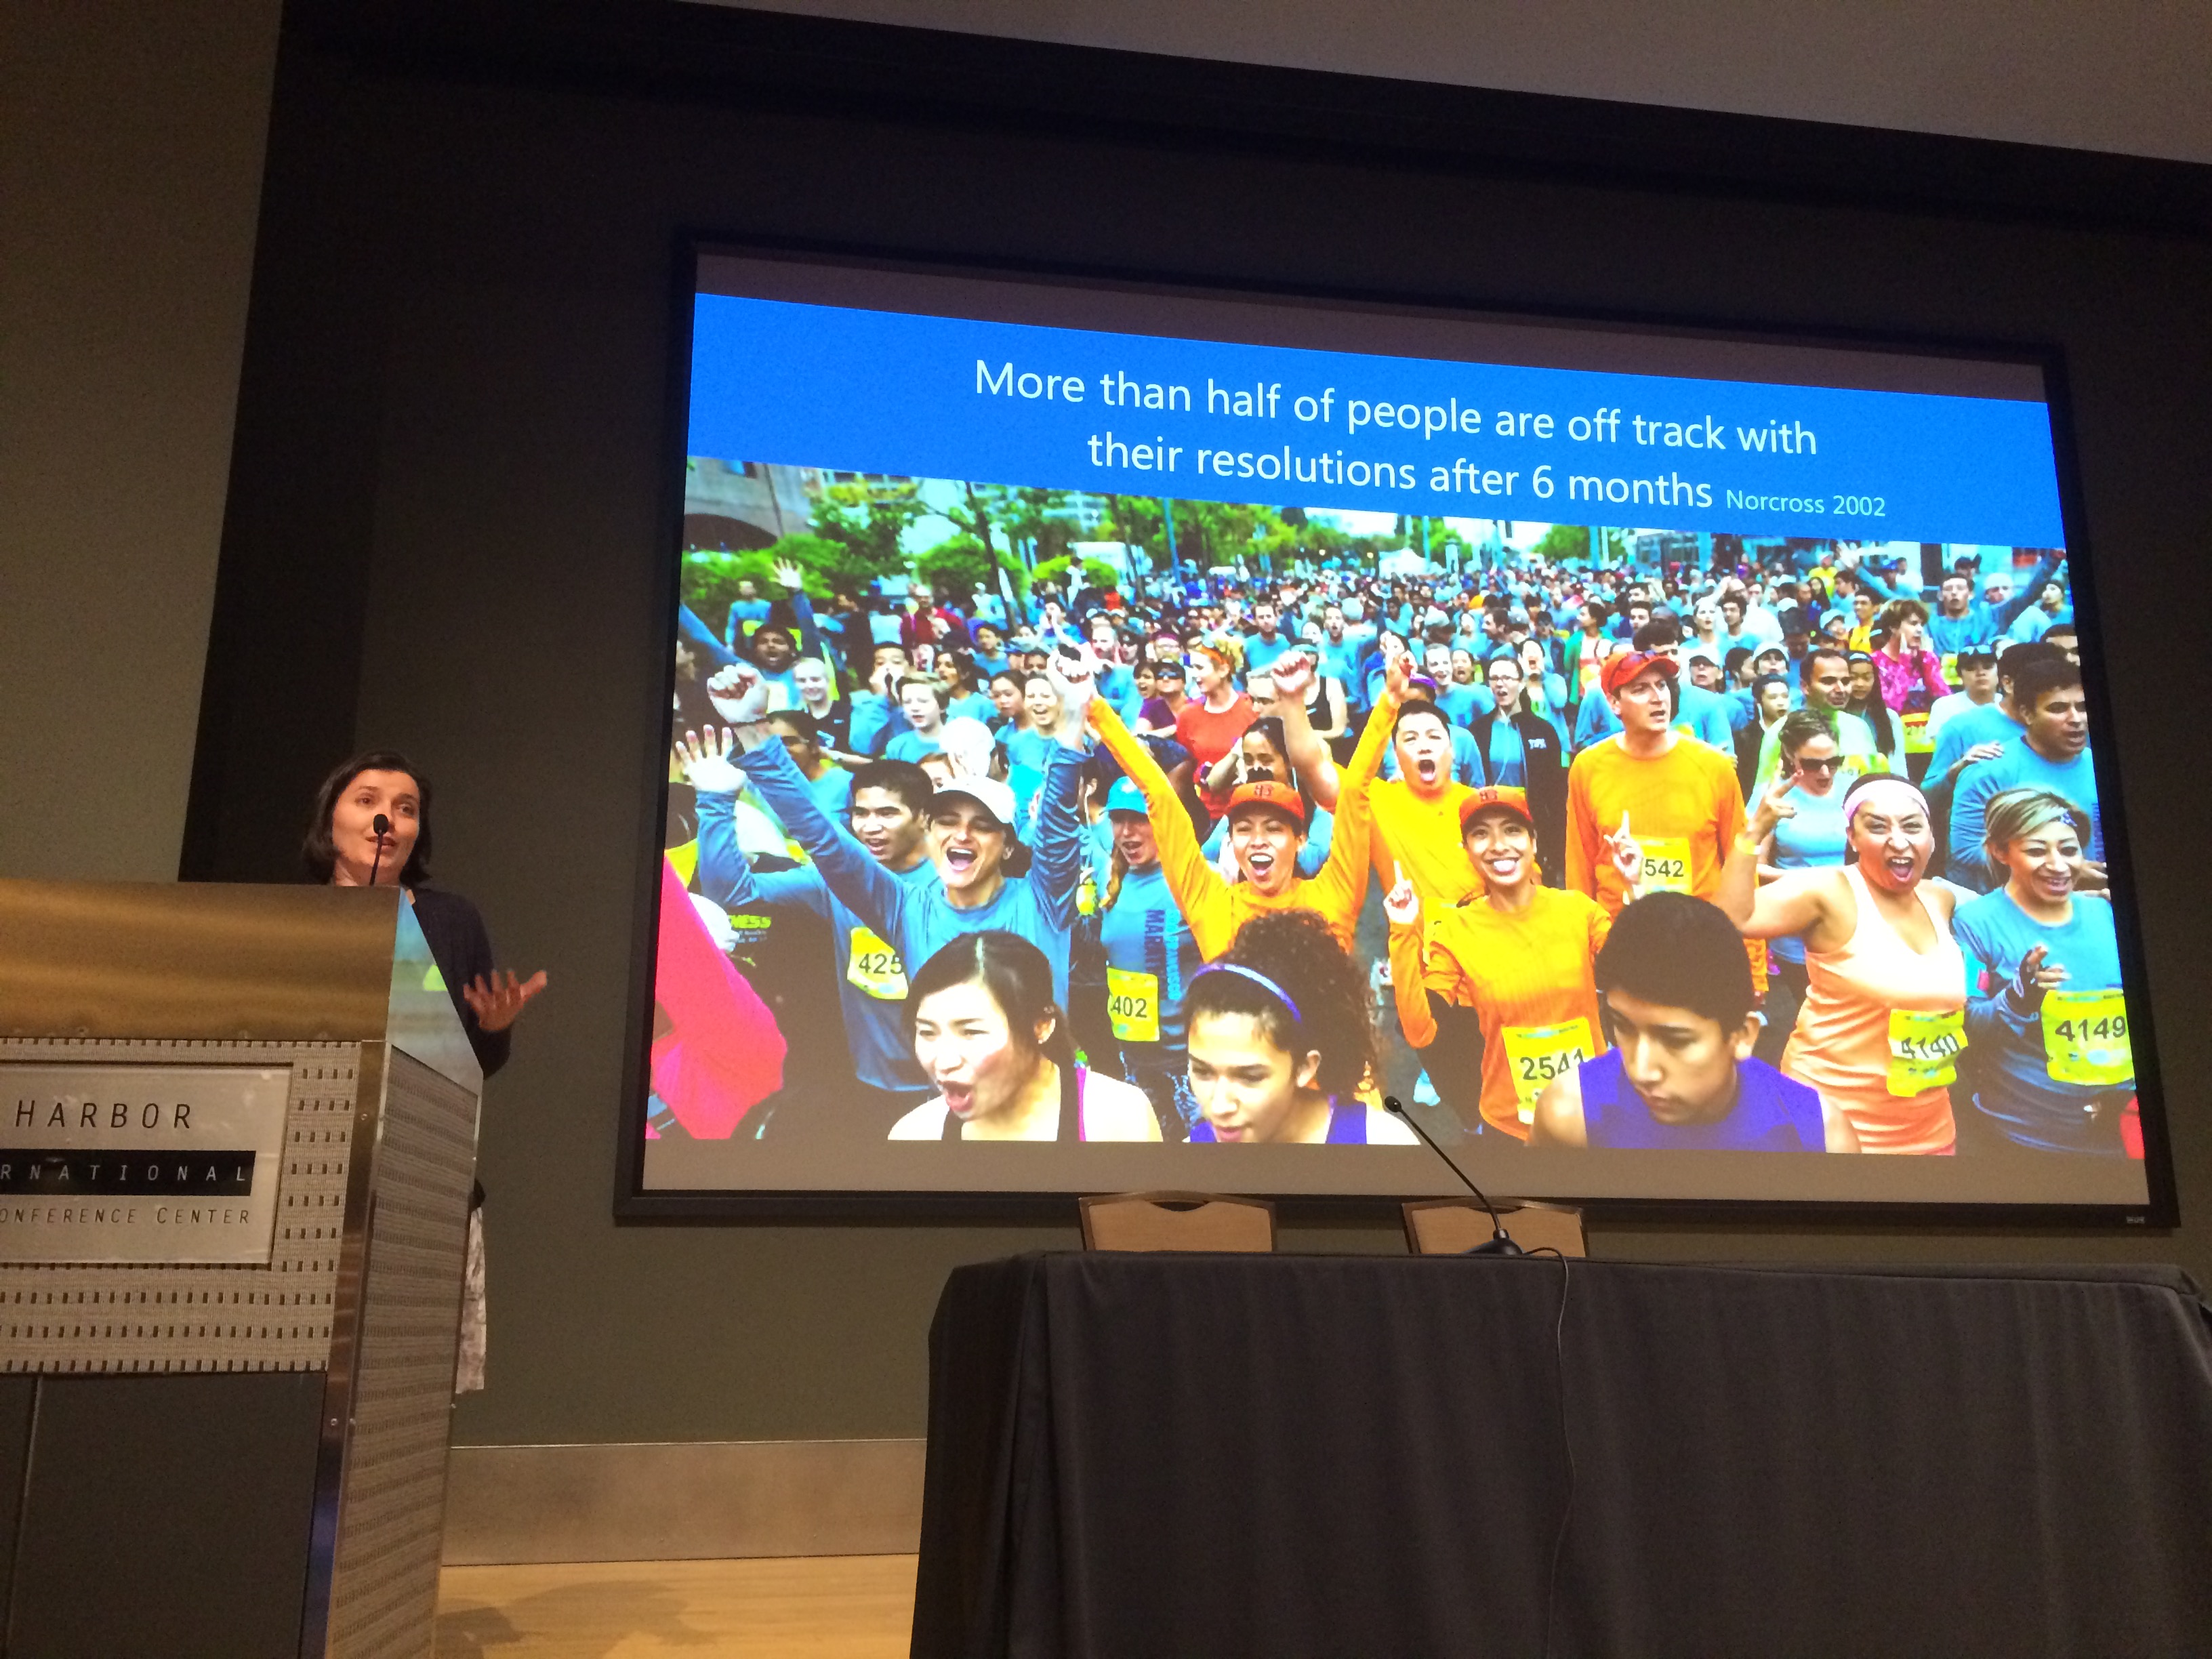 More than half of people are off track with
their resolutions after 6 months Norcross 2002
542
425
402
2541
4140
4149
HARBOR
RNATIONAL
ONFERENCE CENTER